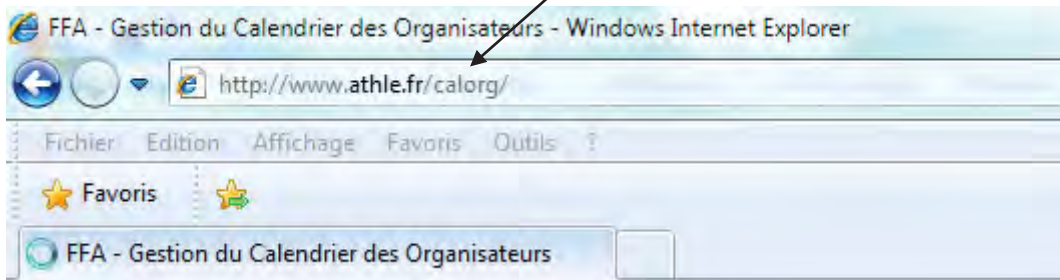 FFA - Gestion du Calendrier des Organisateurs - Windows Internet Explorer
http://www.athle.fr/calorg/
Fichier Edition Affichage Favoris Outils ?
Favoris
FFA - Gestion du Calendrier des Organisateurs